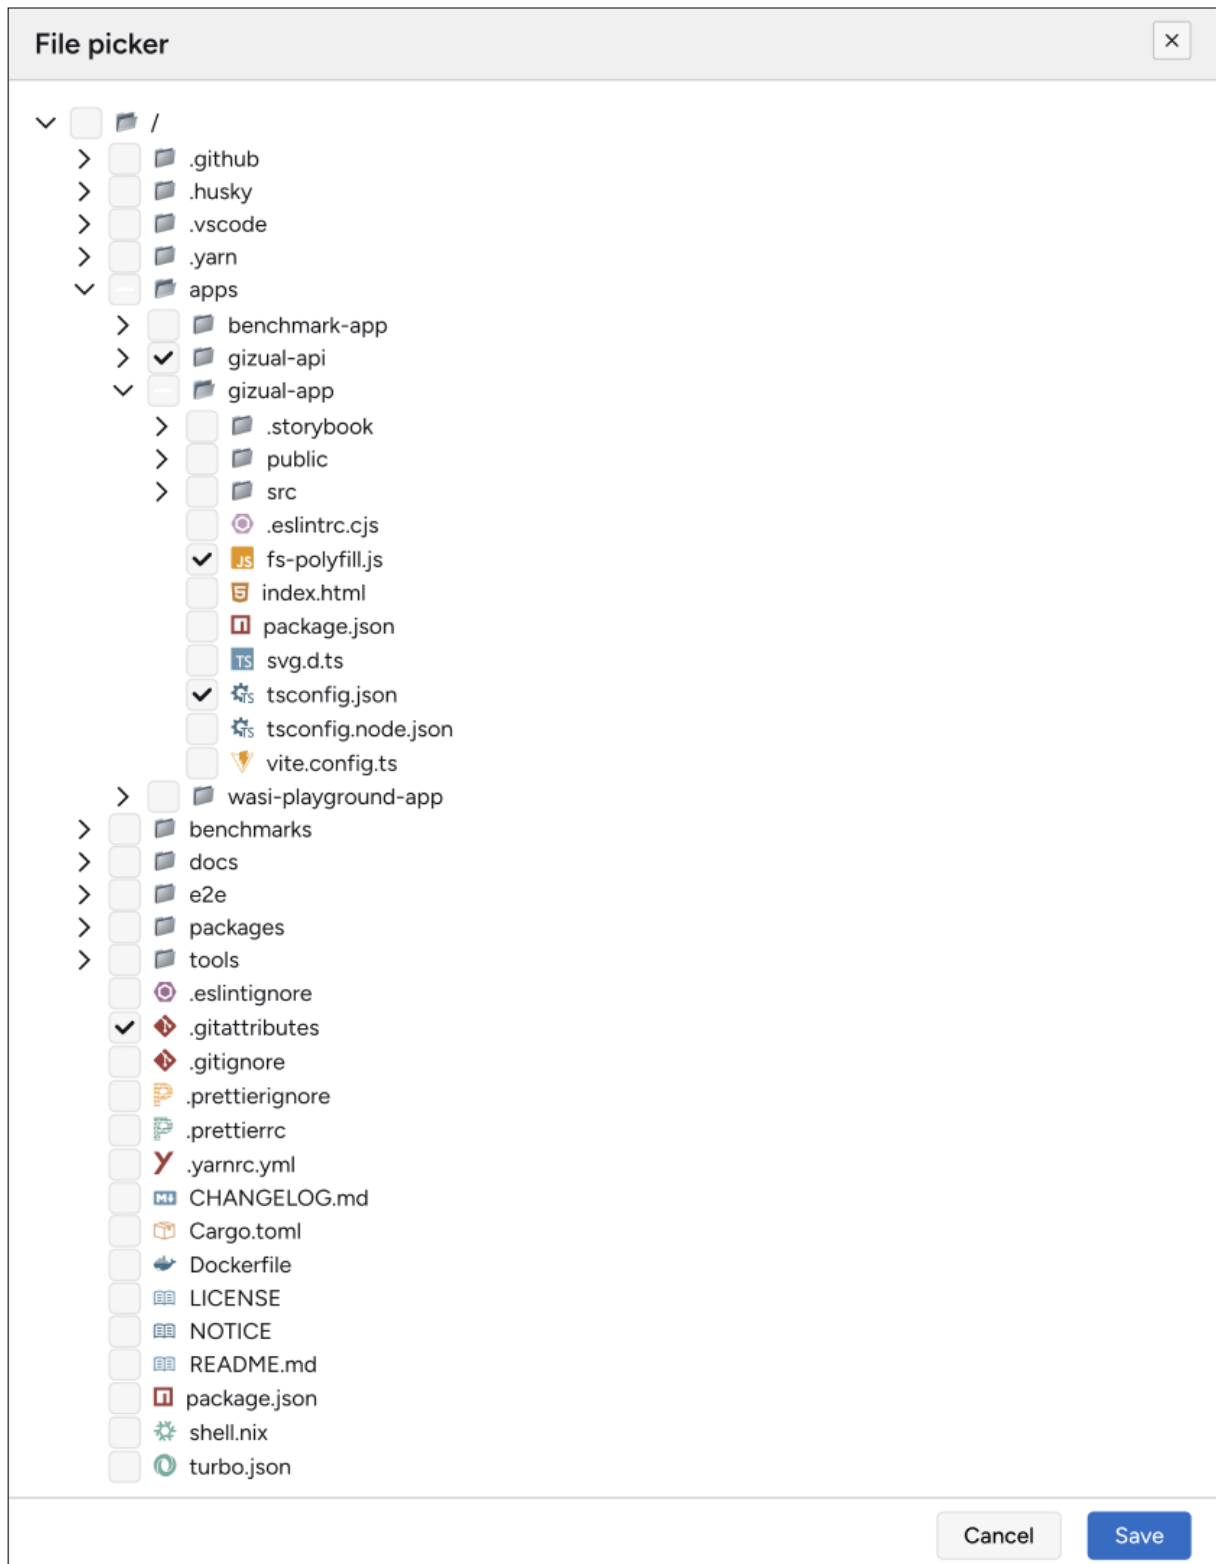 File picker
/
.github
.husky
.vscode
.yarn
apps
benchmark-app
gizual-api
gizual-app
.storybook
public
src
.eslintrc.cjs
JS fs-polyfill.js
5 index.html
package.json
TS svg.d.ts
TS tsconfig.json
TS tsconfig.node.json
vite.config.ts
wasi-playground-app
benchmarks
docs
e2e
packages
tools
.eslintignore
.gitattributes
.gitignore
.prettierignore
.prettierrc
.yarnrc.yml
CHANGELOG.md
Cargo.toml
Dockerfile
LICENSE
NOTICE
README.md
package.json
shell.nix
turbo.json
Cancel Save